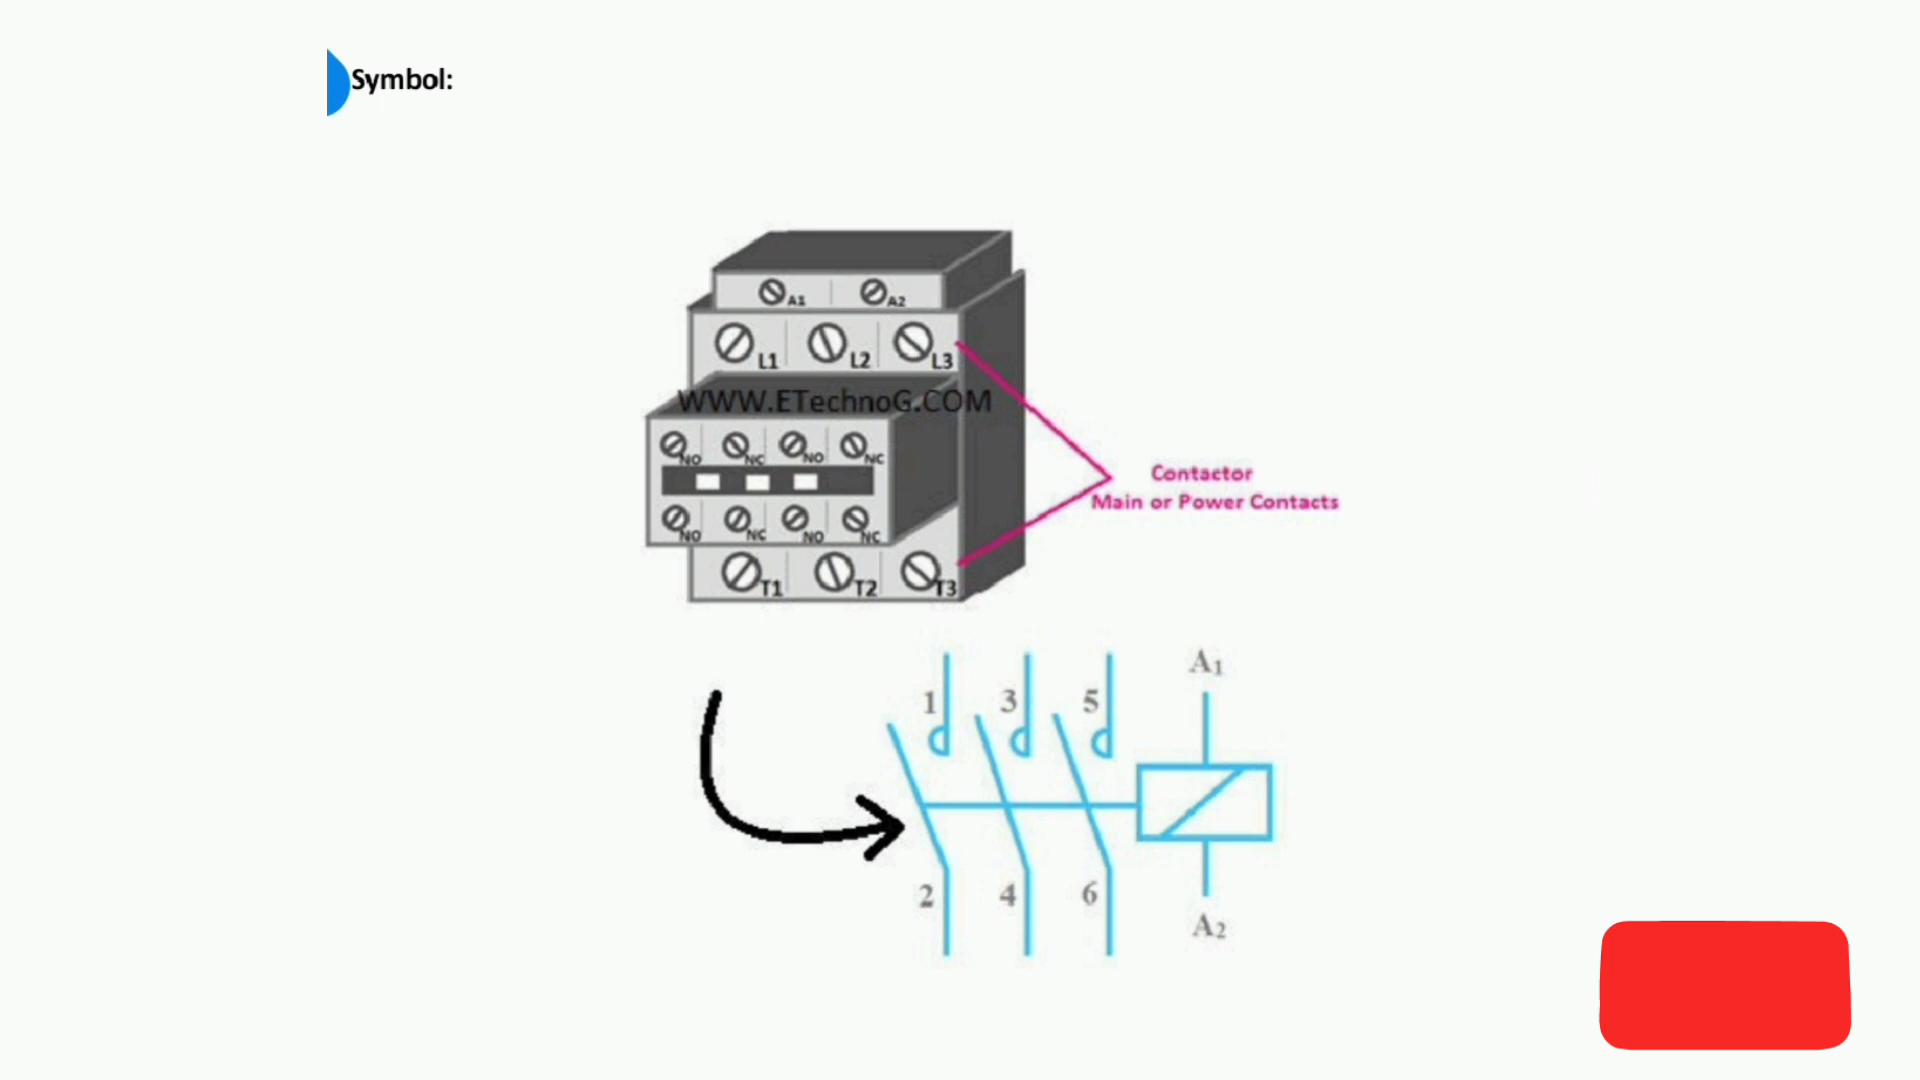 Symbol:
A1 A2
L1 L2 L3
WWW.ETechnoG.COM
NO NC NO NC
Contactor
Main or Power Contacts
NO NC NO NC
T1 T2 T3
A1
1 3 5
2 4 6
A2